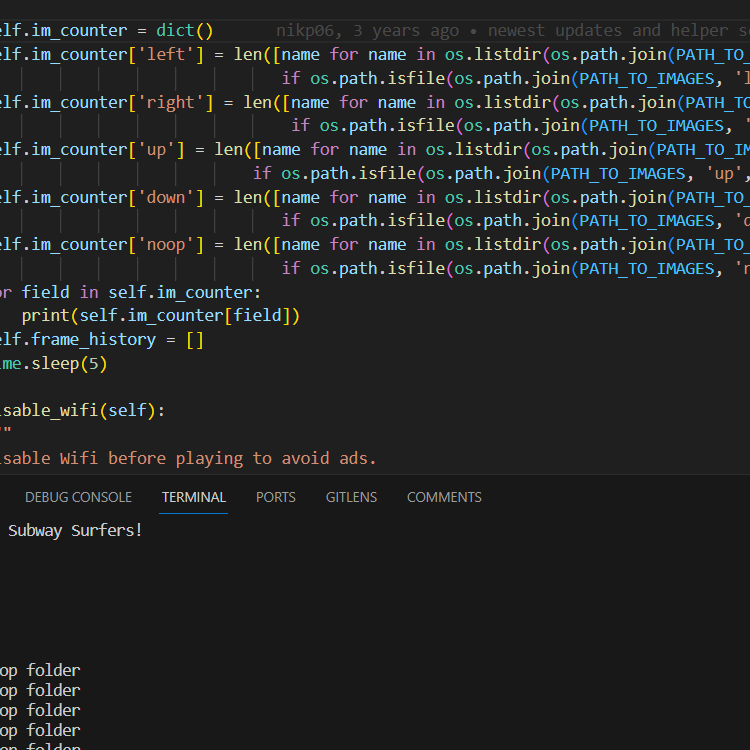 elf.im_counter = dict() nikp06, 3 years ago • newest updates and helper s
elf.im_counter['left'] = len([name for name in os.listdir(os.path.join(PATH_TO_
if os.path.isfile(os.path.join(PATH_TO_IMAGES, 'l
elf.im_counter['right'] = len([name for name in os.listdir(os.path.join(PATH_TO
if os.path.isfile(os.path.join(PATH_TO_IMAGES, '
elf.im_counter['up'] = len([name for name in os.listdir(os.path.join(PATH_TO_IM
if os.path.isfile(os.path.join(PATH_TO_IMAGES, 'up',
elf.im_counter['down'] = len([name for name in os.listdir(os.path.join(PATH_TO_
if os.path.isfile(os.path.join(PATH_TO_IMAGES, 'd
elf.im_counter['noop'] = len([name for name in os.listdir(os.path.join(PATH_TO_
if os.path.isfile(os.path.join(PATH_TO_IMAGES, 'n
or field in self.im_counter:
print(self.im_counter[field])
elf.frame_history = []
me.sleep(5)
sable_wifi(self):
"
sable Wifi before playing to avoid ads.
DEBUG CONSOLE TERMINAL PORTS GITLENS COMMENTS
Subway Surfers!
op folder
op folder
op folder
op folder
op folder